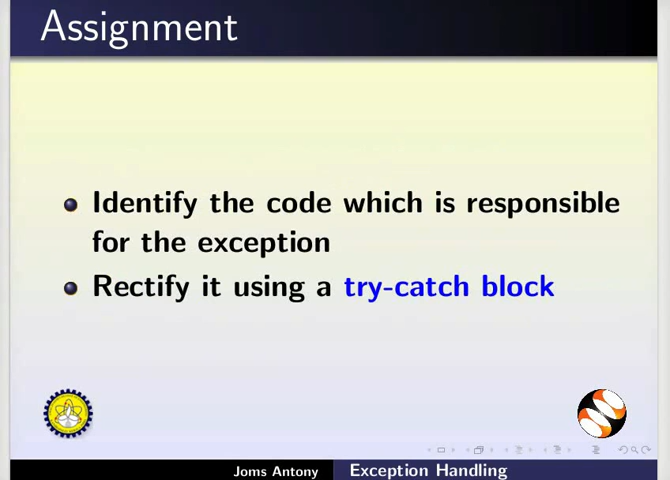 Assignment
Identify the code which is responsible
for the exception
Rectify it using a try-catch block
Joms Antony Exception Handling